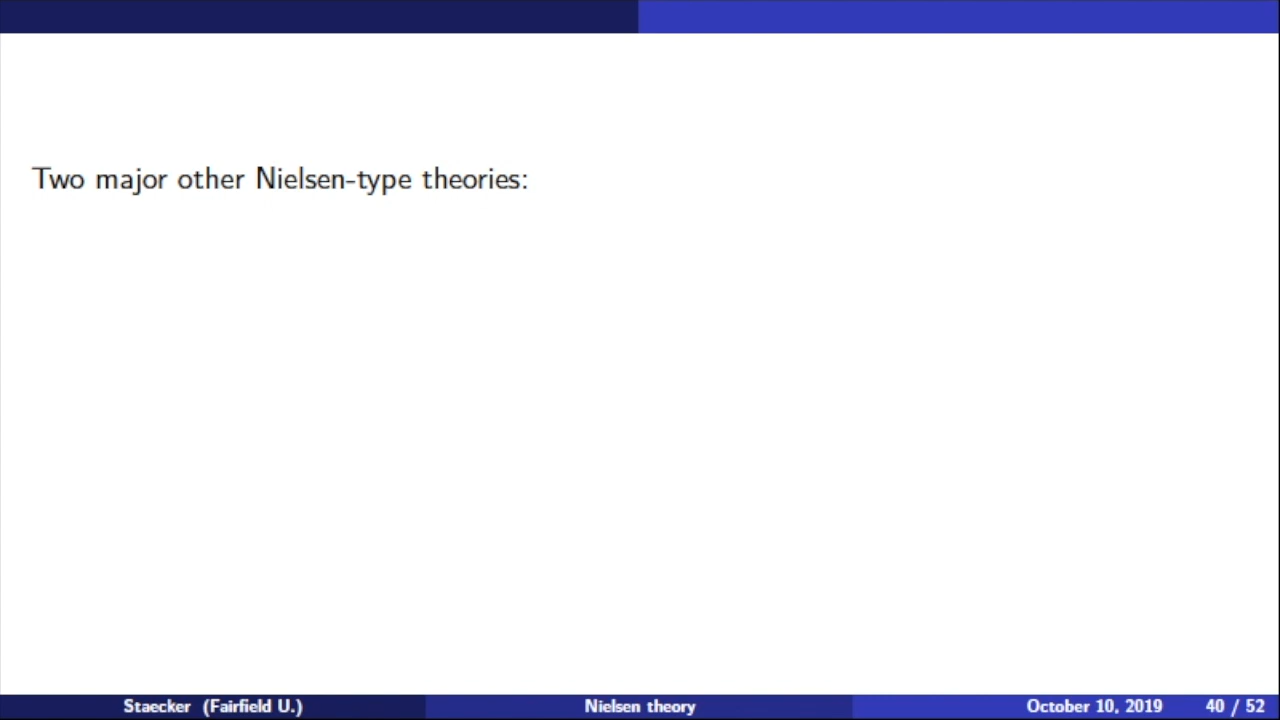 Two major other Nielsen-type theories:
Staecker (Fairfield U.) Nielsen theory October 10, 2019 40 / 52